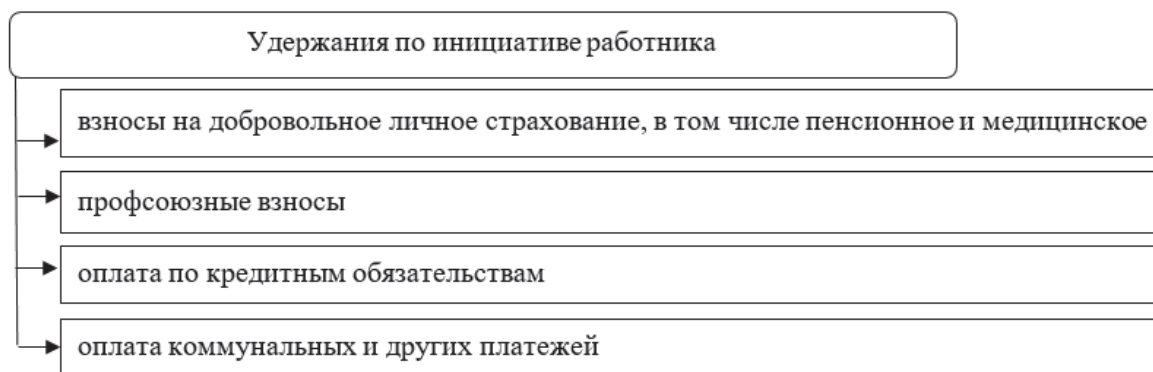 Удержания по инициативе работника
взносы на добровольное личное страхование, в том числе пенсионное и медицинское
профсоюзные взносы
оплата по кредитным обязательствам
оплата коммунальных и других платежей